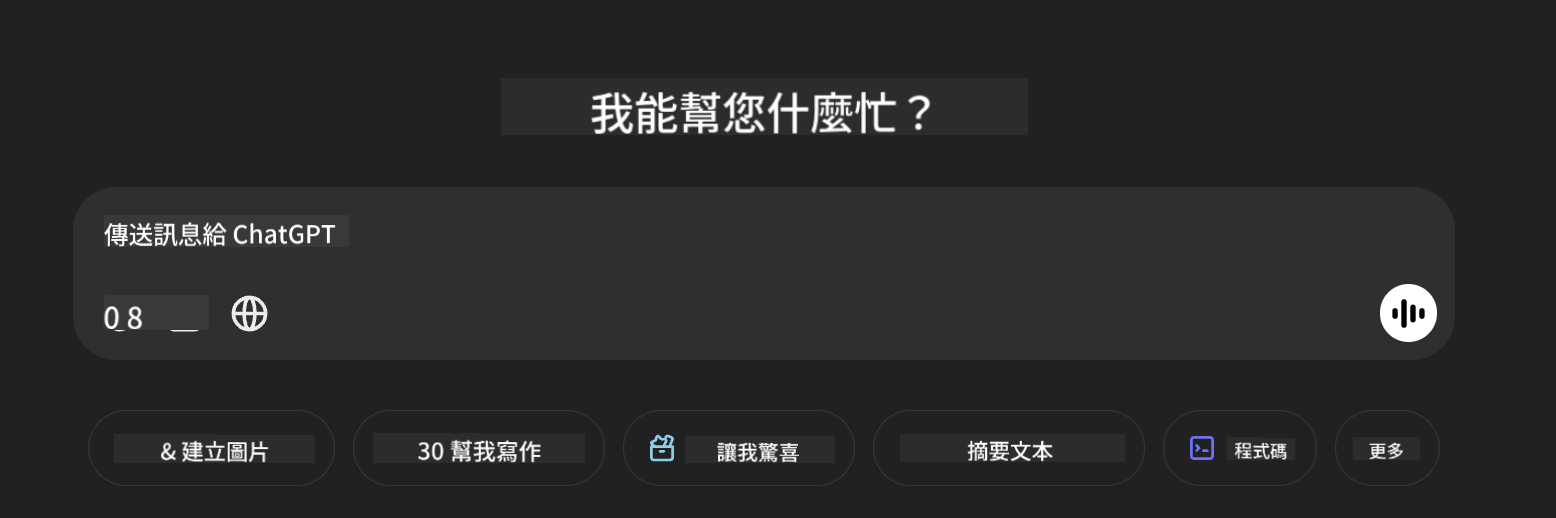 我能幫您什麼忙？
傳送訊息給 ChatGPT
0 8
& 建立圖片
30 幫我寫作
讓我驚喜
摘要文本
程式碼
更多